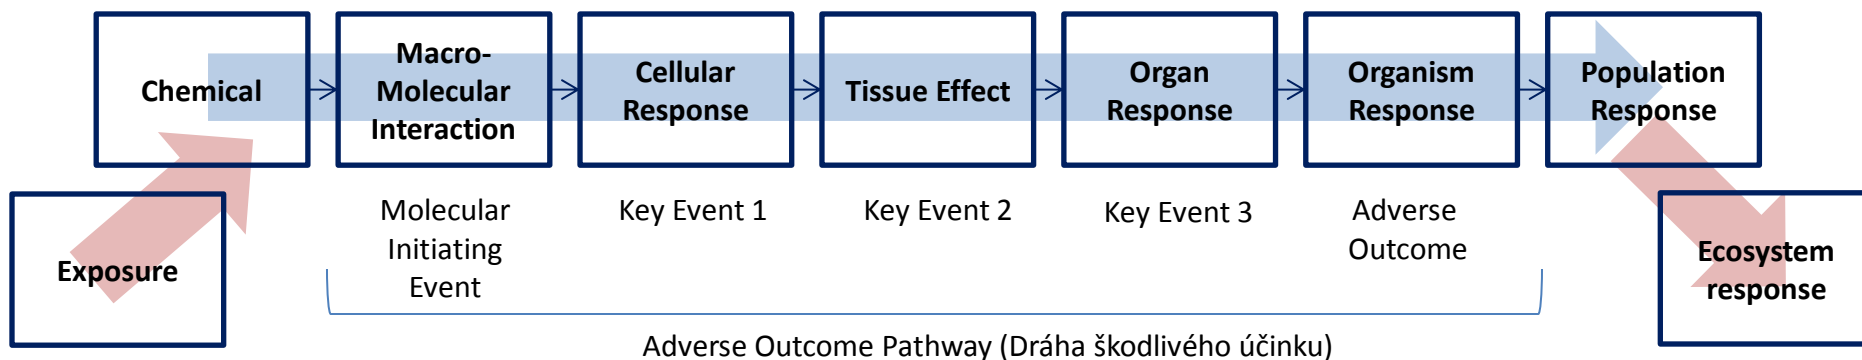 Chemical
Macro-
Molecular
Interaction
Cellular
Response
Tissue Effect
Organ
Response
Organism
Response
Population
Response
Exposure
Molecular
Initiating
Event
Key Event 1
Key Event 2
Key Event 3
Adverse
Outcome
Ecosystem
response
Adverse Outcome Pathway (Dráha škodlivého účinku)